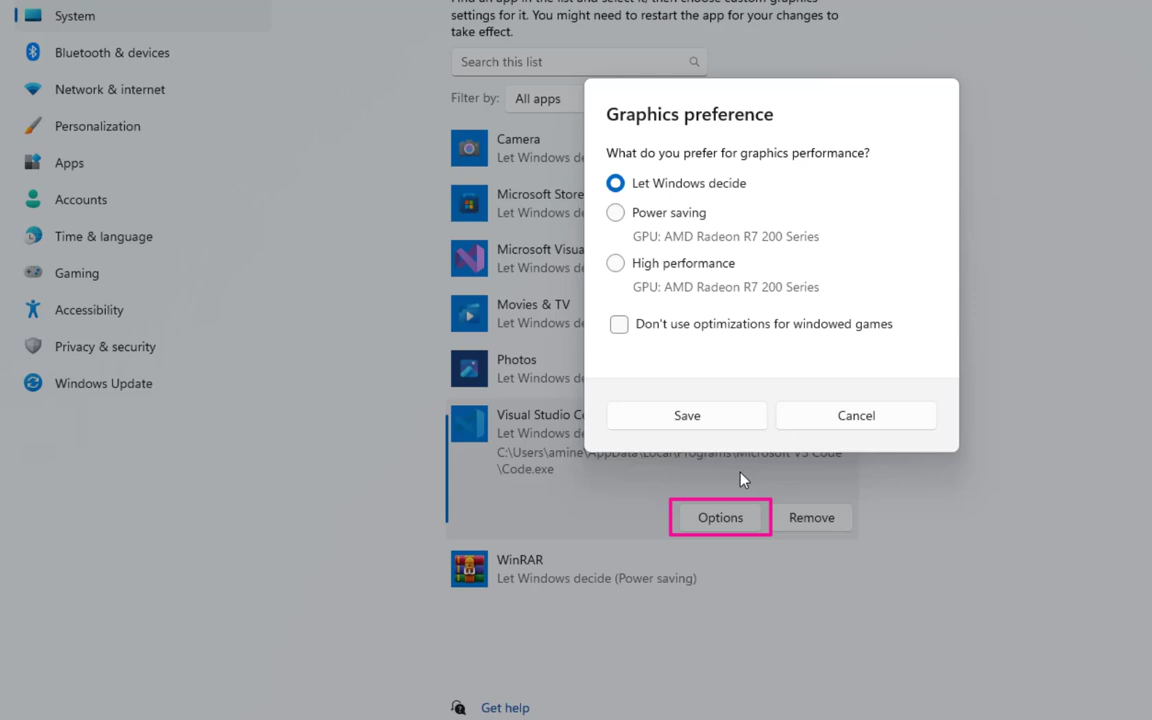 System
Bluetooth & devices
Network & internet
Personalization
Apps
Accounts
Time & language
Gaming
Accessibility
Privacy & security
Windows Update
settings for it. You might need to restart the app for your changes to
take effect.
Search this list
Filter by:
All apps
Camera
Let Windows de
Microsoft Store
Let Windows de
Microsoft Visua
Let Windows de
Movies & TV
Let Windows de
Photos
Let Windows de
Visual Studio Co
Let Windows de
C:\Users\amine\AppData\Local\Programs\Microsoft VS Code
\Code.exe
Options
Remove
WinRAR
Let Windows decide (Power saving)
Get help
Graphics preference
What do you prefer for graphics performance?
Let Windows decide
Power saving
GPU: AMD Radeon R7 200 Series
High performance
GPU: AMD Radeon R7 200 Series
Don't use optimizations for windowed games
Save
Cancel